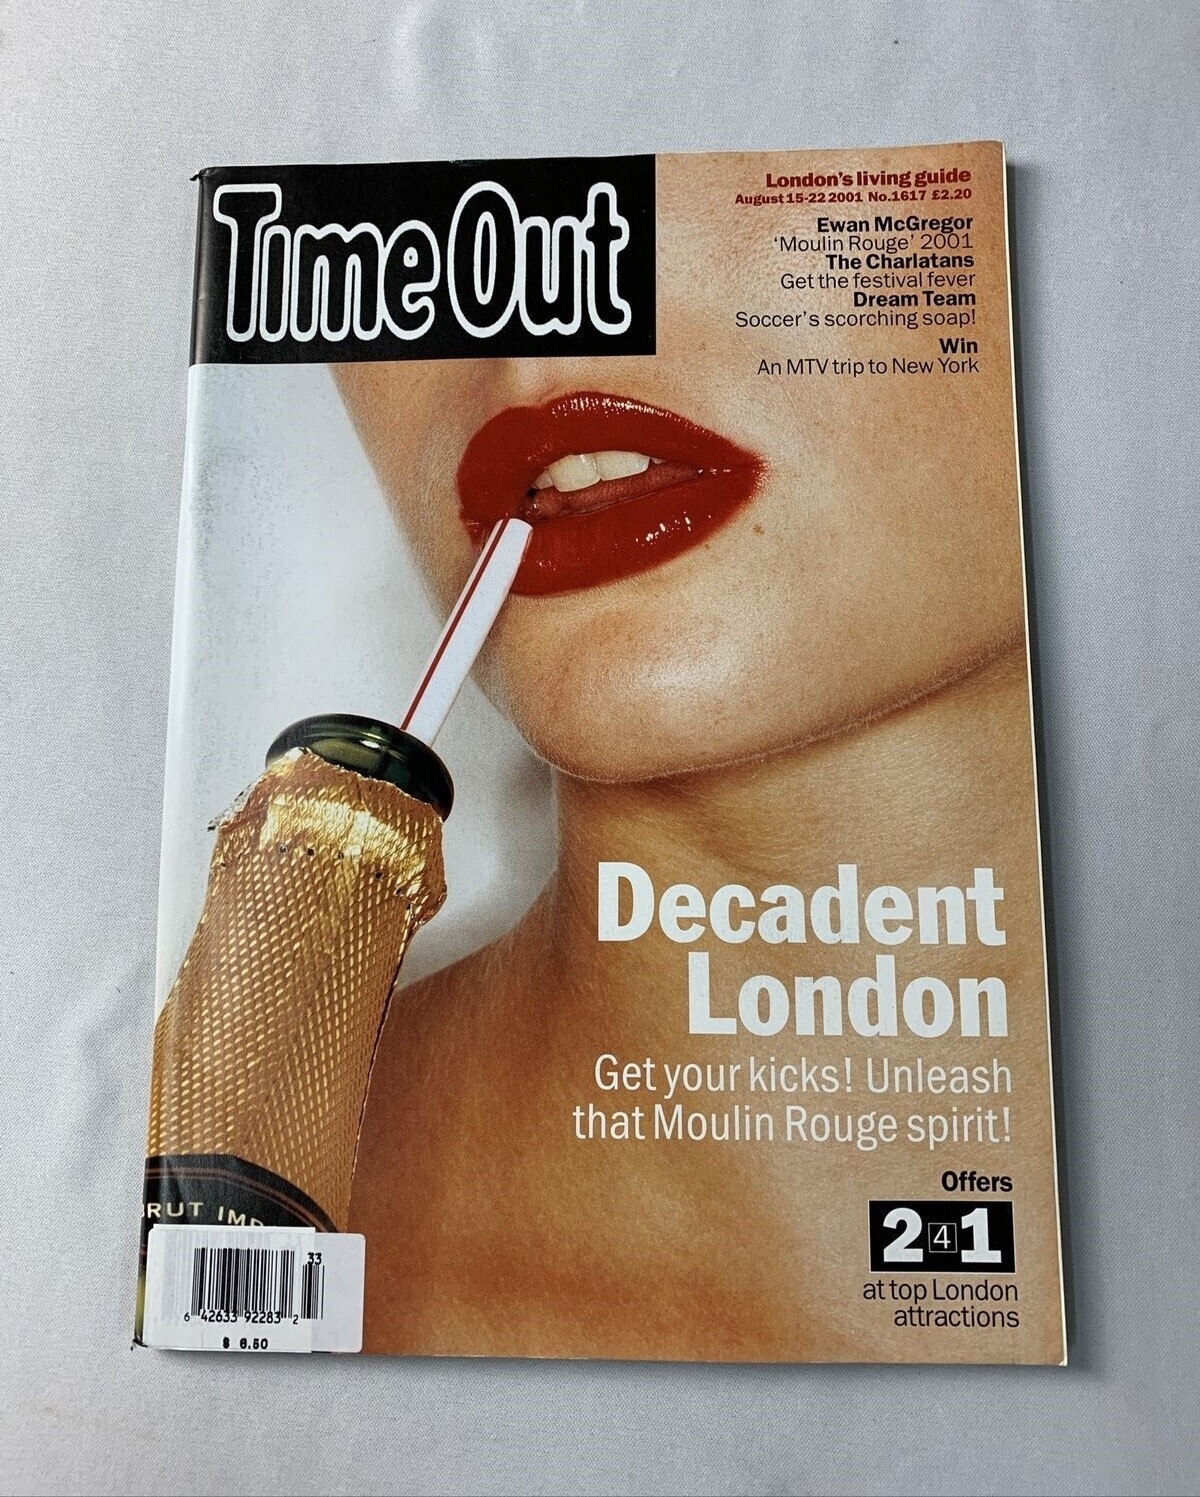 Time Out
London's living guide
August 15-22 2001 No.1617 £2.20
Ewan McGregor
'Moulin Rouge' 2001
The Charlatans
Get the festival fever
Dream Team
Soccer's scorching soap!
Win
An MTV trip to New York
Decadent
London
Get your kicks! Unleash
that Moulin Rouge spirit!
Offers
241
at top London
attractions
RUT IMP
33
6 42633 92283 2
$ 6.50